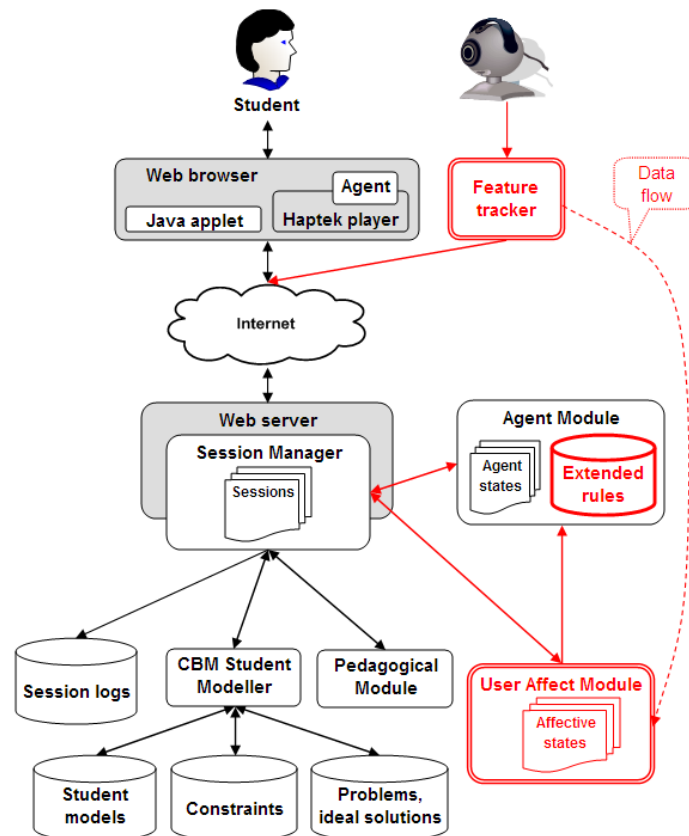 Student
Web browser
Agent
Java applet
Haptek player
Feature
tracker
Data
flow
Internet
Web server
Session Manager
Sessions
Agent Module
Agent
states
Extended
rules
Session logs
CBM Student
Modeller
Pedagogical
Module
User Affect Module
Affective
states
Student
models
Constraints
Problems,
ideal solutions